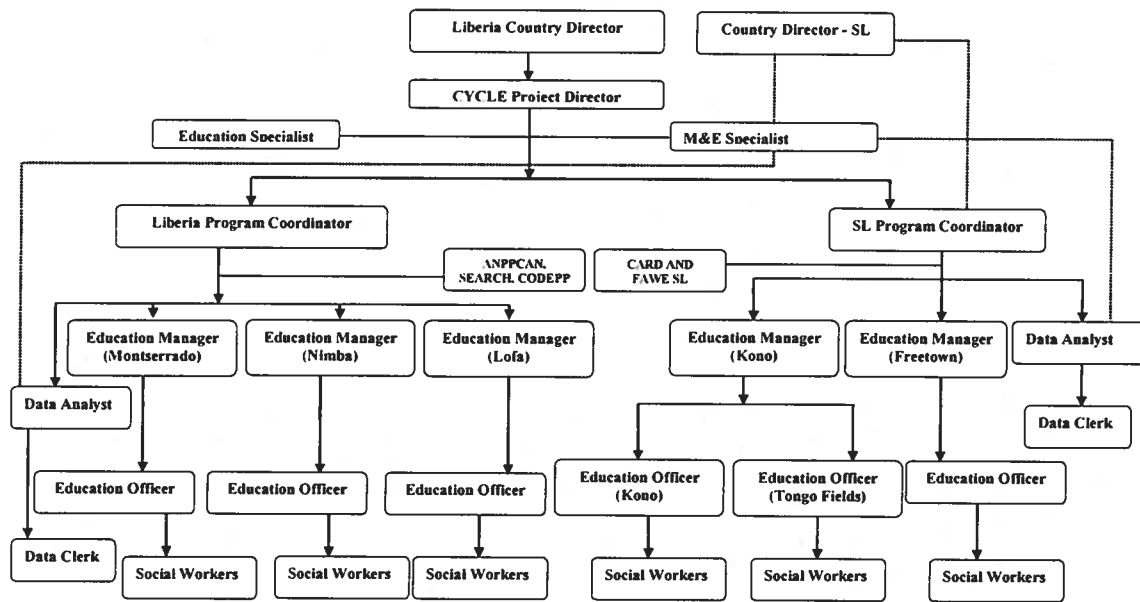 Liberia Country Director
Country Director - SL
CYCLE Project Director
Education Specialist
M&E Specialist
Liberia Program Coordinator
SL Program Coordinator
ANPPCAN,
SEARCH, CODEPP
CARD AND
FAWE SL
Education Manager
(Montserrado)
Education Manager
(Nimba)
Education Manager
(Lofa)
Education Manager
(Kono)
Education Manager
(Freetown)
Data Analyst
Data Analyst
Data Clerk
Education Officer
Education Officer
Education Officer
Education Officer
(Kono)
Education Officer
(Tongo Fields)
Education Officer
Data Clerk
Social Workers
Social Workers
Social Workers
Social Workers
Social Workers
Social Workers